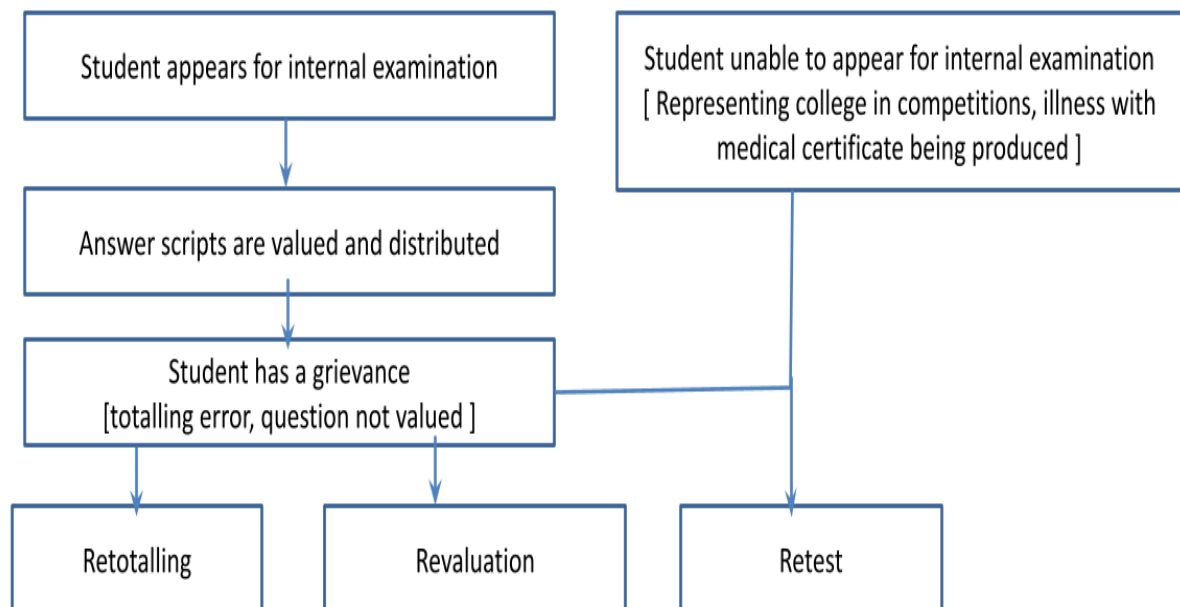 Student appears for internal examination
Student unable to appear for internal examination
[ Representing college in competitions, illness with
medical certificate being produced ]
Answer scripts are valued and distributed
Student has a grievance
[totalling error, question not valued ]
Retotalling
Revaluation
Retest